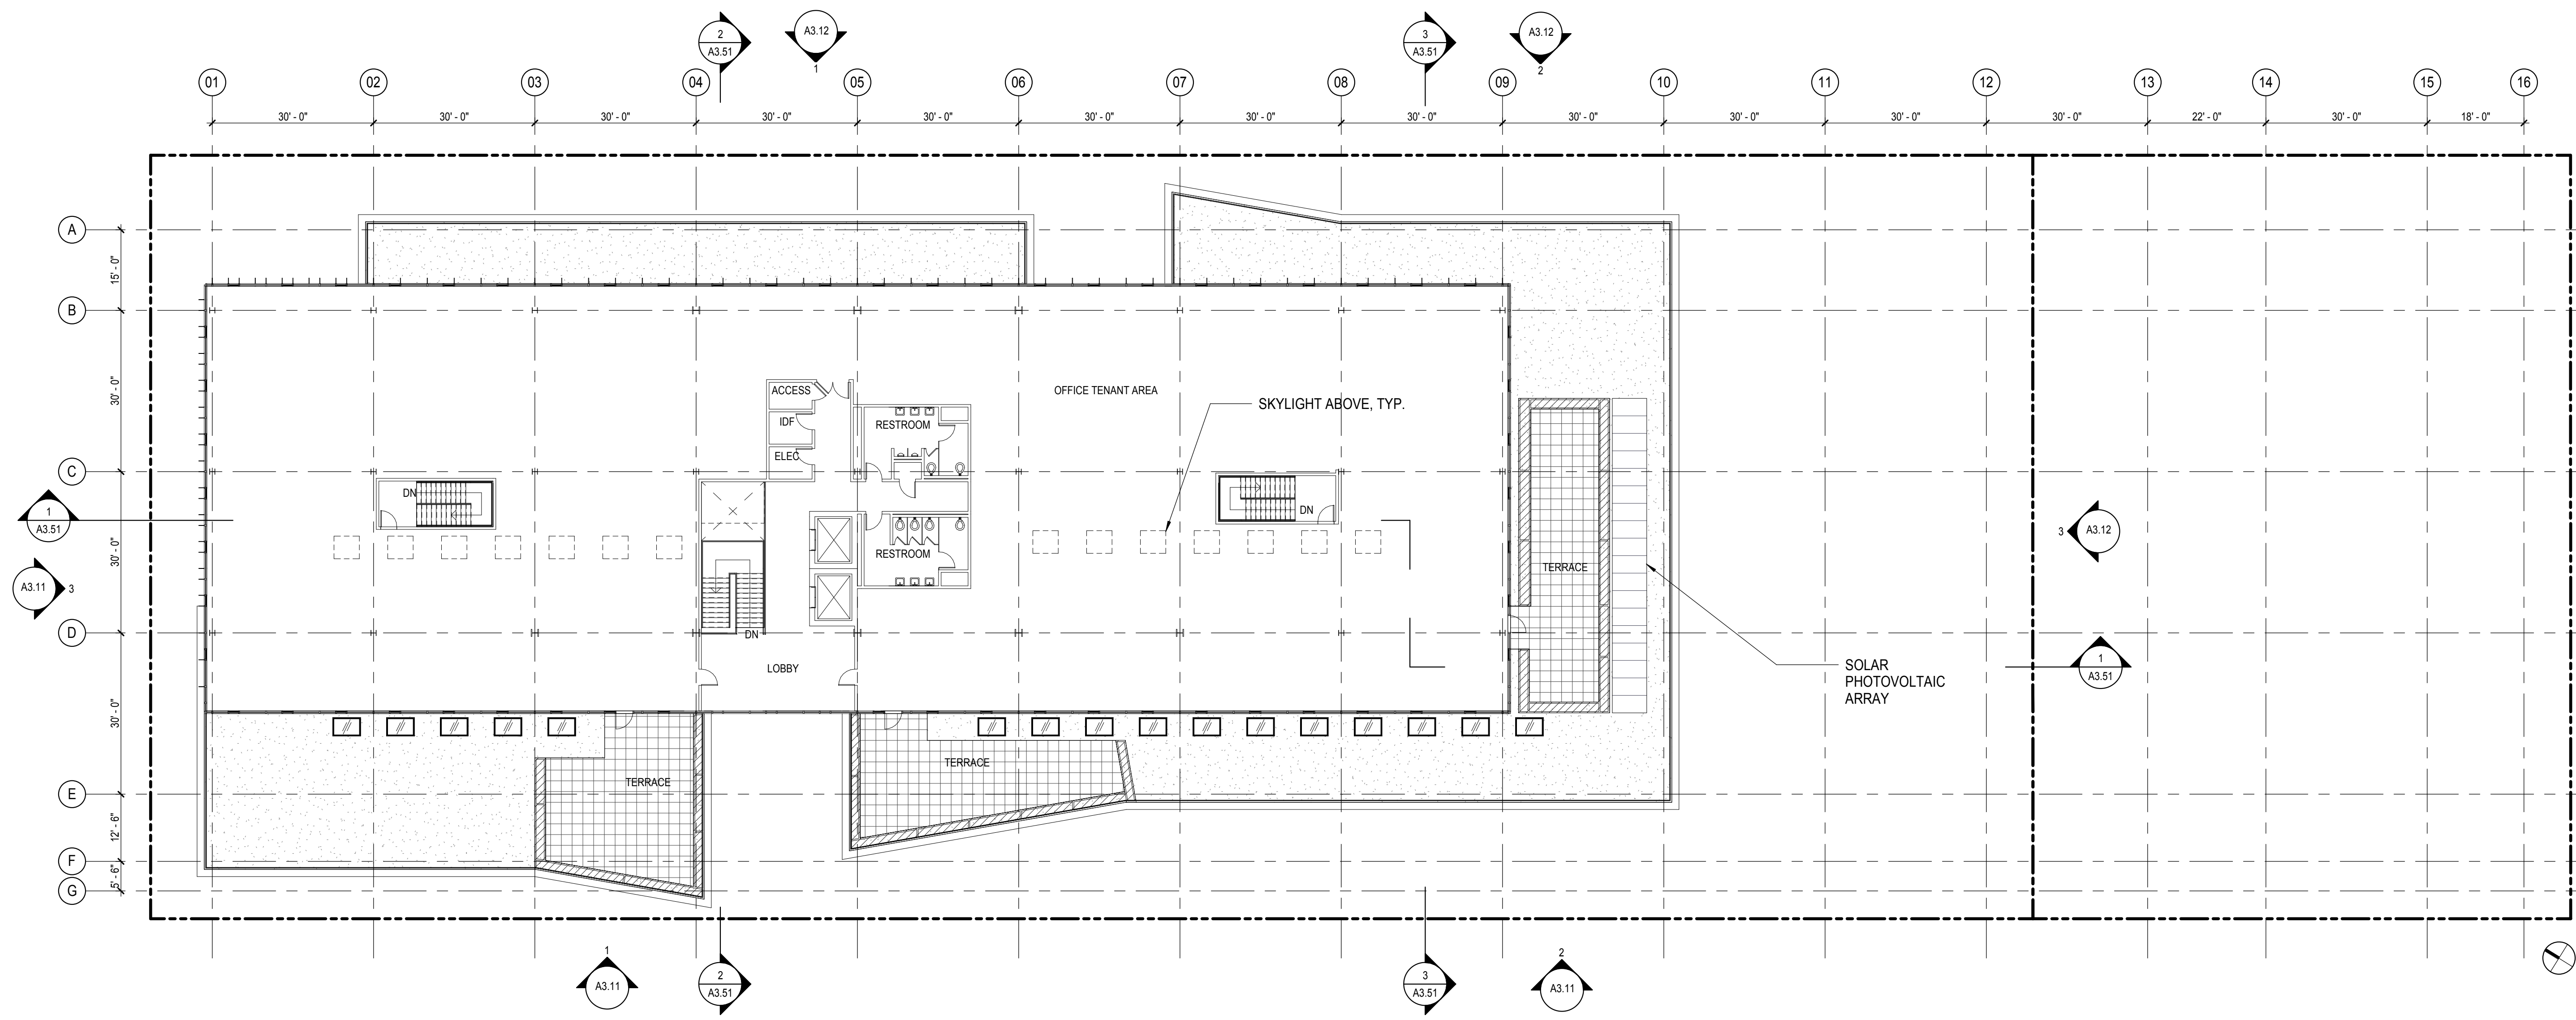 2
A3.51
A3.12
1
3
A3.51
A3.12
2
01
02
03
04
05
06
07
08
09
10
11
12
13
14
15
16
30' - 0"
30' - 0"
30' - 0"
30' - 0"
30' - 0"
30' - 0"
30' - 0"
30' - 0"
30' - 0"
30' - 0"
30' - 0"
30' - 0"
22' - 0"
30' - 0"
18' - 0"
A
15' - 0"
B
30' - 0"
C
30' - 0"
D
30' - 0"
E
12' - 6"
F
5' - 6"
G
ACCESS
IDF
ELEC
RESTROOM
OFFICE TENANT AREA
SKYLIGHT ABOVE, TYP.
DN
DN
1
A3.51
A3.11
3
RESTROOM
DN
LOBBY
TERRACE
3
A3.12
SOLAR
PHOTOVOLTAIC
ARRAY
1
A3.51
TERRACE
TERRACE
1
A3.11
2
A3.51
3
A3.51
2
A3.11